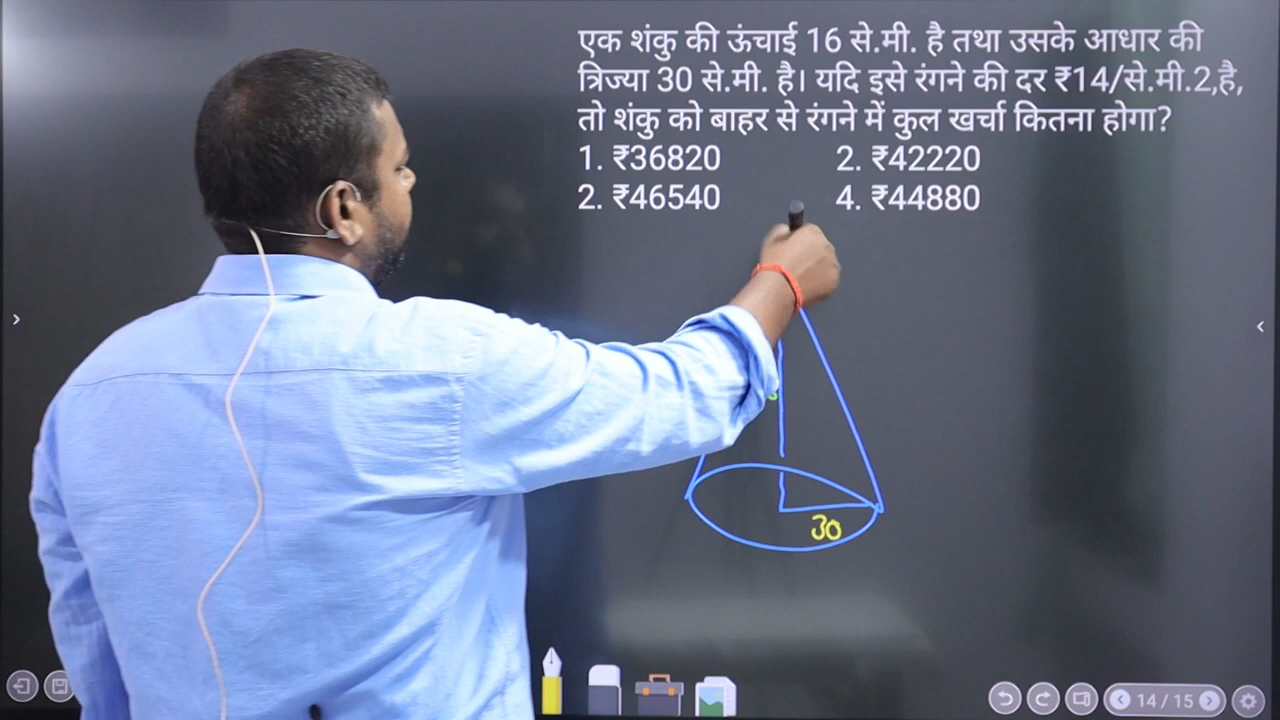 एक शंकु की ऊंचाई 16 से.मी. है तथा उसके आधार की
त्रिज्या 30 से.मी. है। यदि इसे रंगने की दर ₹14/से.मी.2,है,
तो शंकु को बाहर से रंगने में कुल खर्चा कितना होगा?
1. ₹36820 2. ₹42220
2. ₹46540 4. ₹44880
30
14 / 15